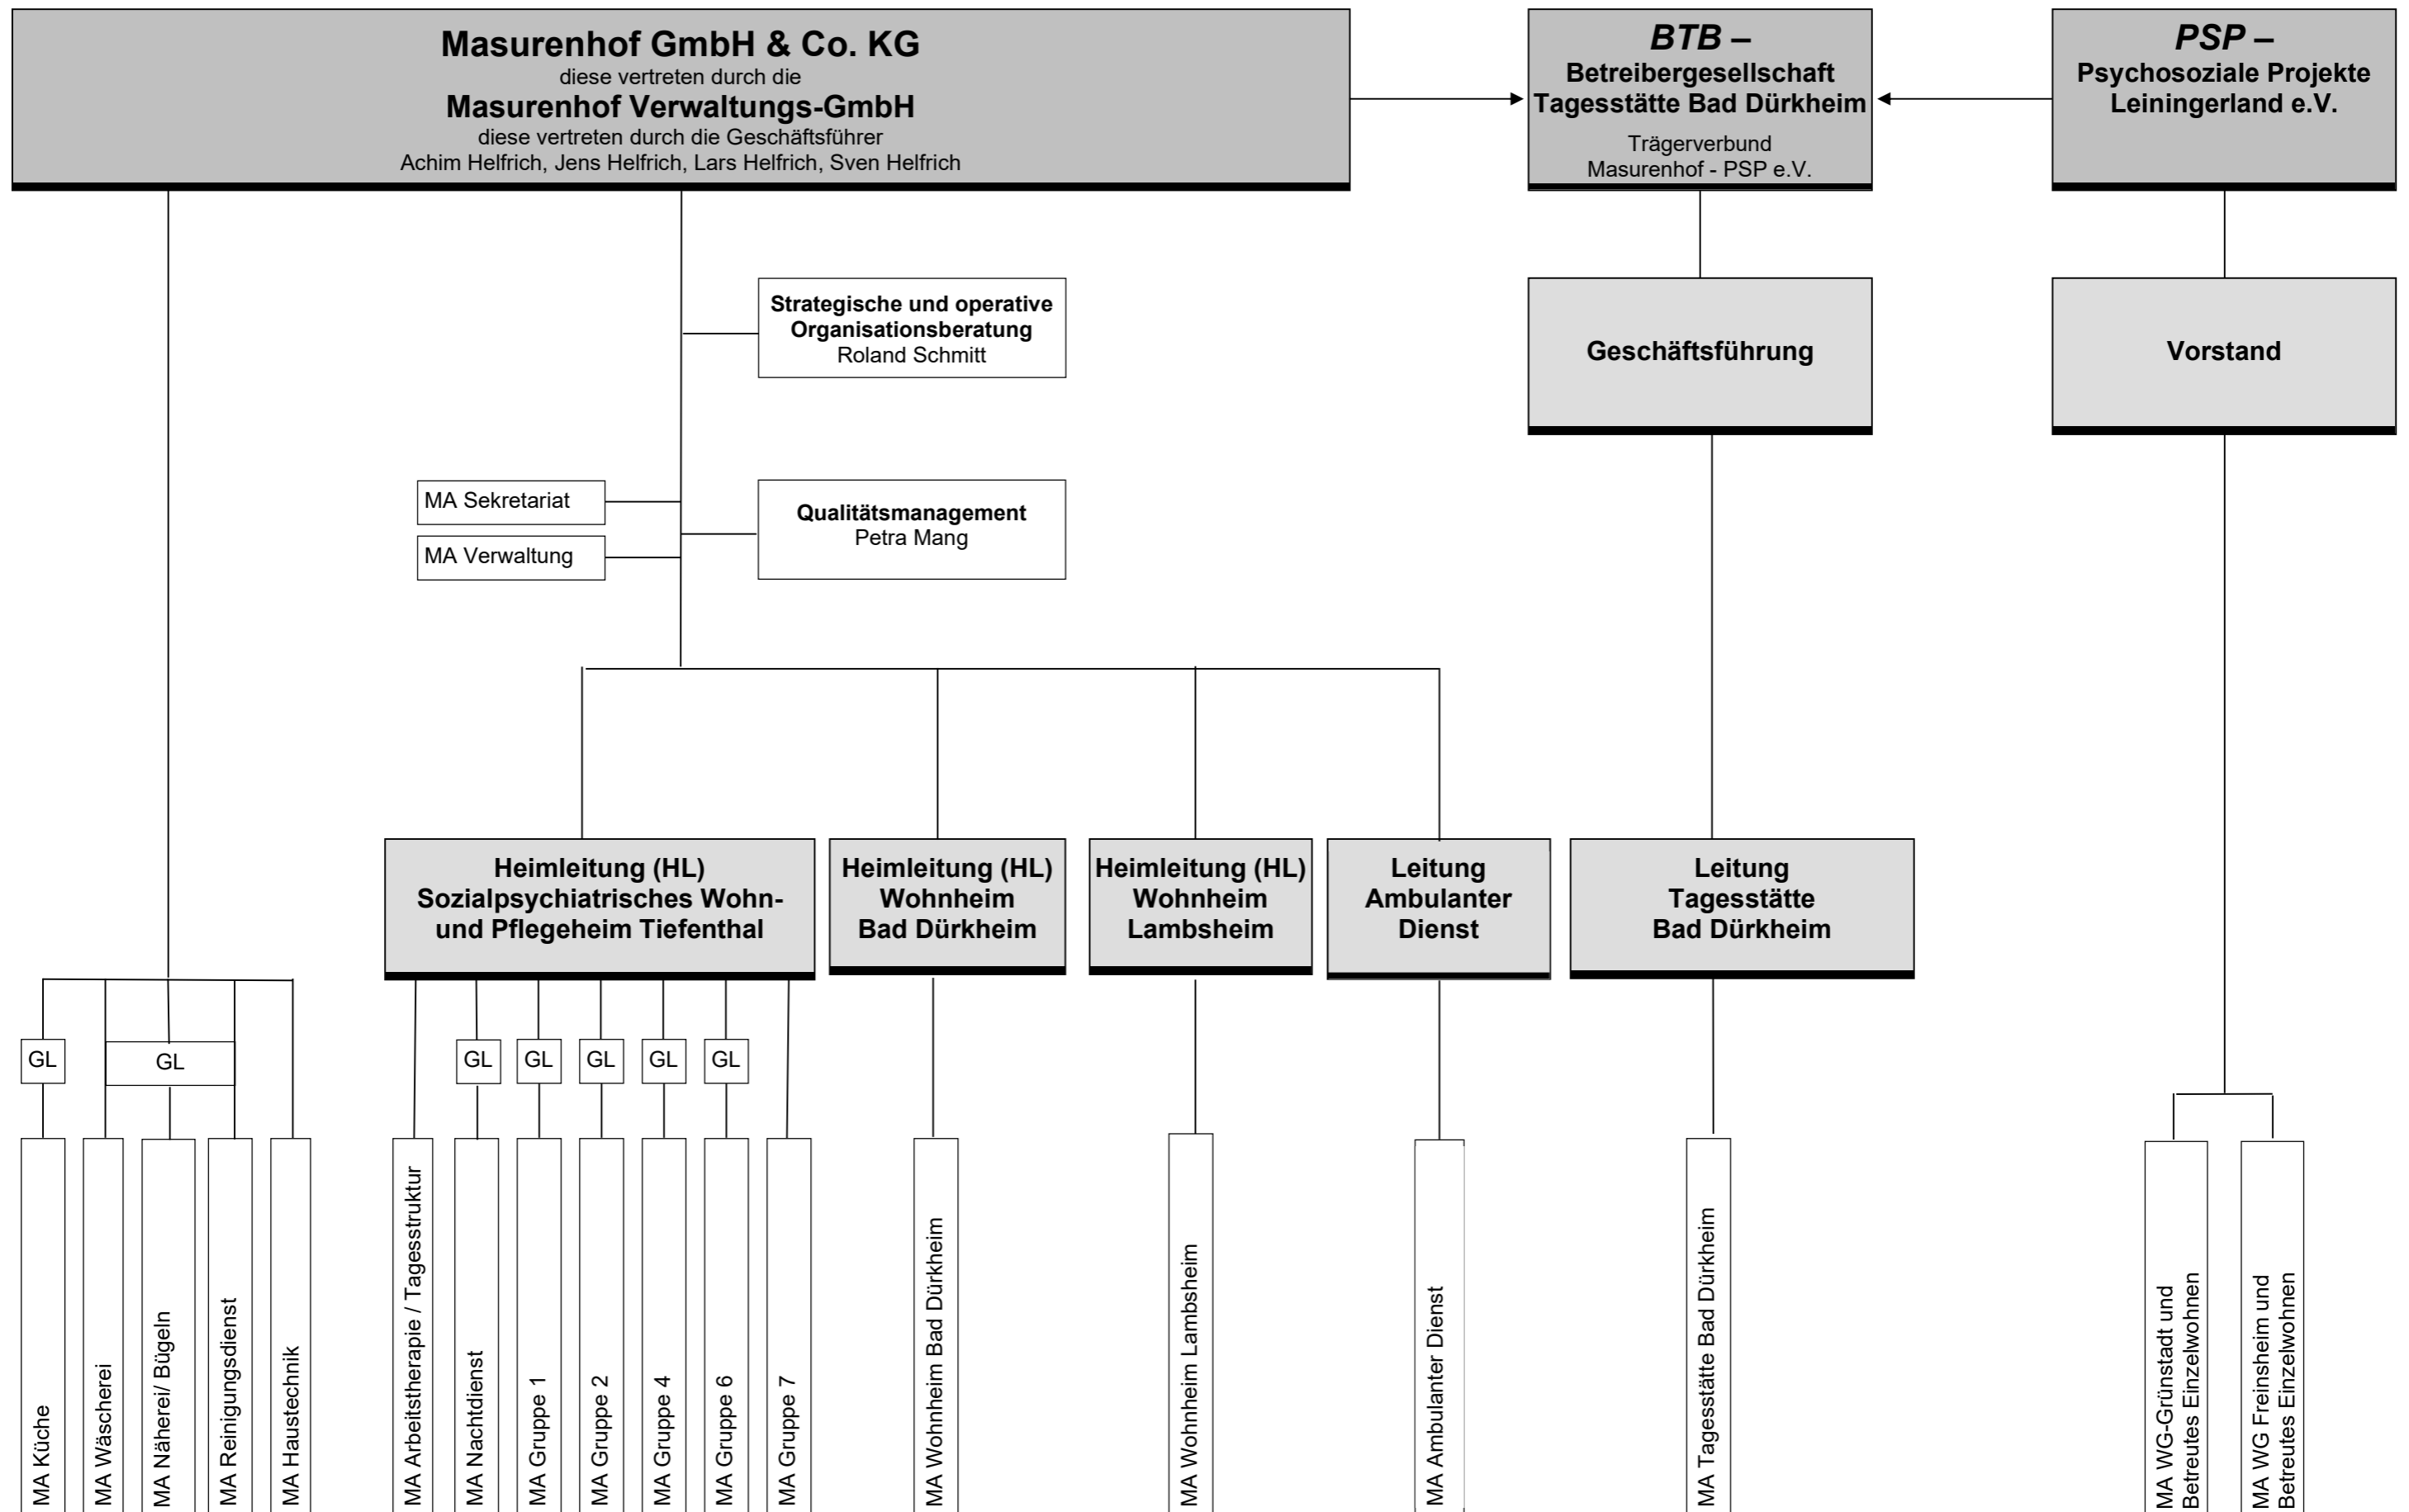 Masurenhof GmbH & Co. KG
diese vertreten durch die
Masurenhof Verwaltungs-GmbH
diese vertreten durch die Geschäftsführer
Achim Helfrich, Jens Helfrich, Lars Helfrich, Sven Helfrich
BTB –
Betreibergesellschaft
Tagesstätte Bad Dürkheim
Trägerverbund
Masurenhof - PSP e.V.
PSP –
Psychosoziale Projekte
Leiningerland e.V.
Strategische und operative
Organisationsberatung
Roland Schmitt
Geschäftsführung
Vorstand
MA Sekretariat
MA Verwaltung
Qualitätsmanagement
Petra Mang
Heimleitung (HL)
Sozialpsychiatrisches Wohn-
und Pflegeheim Tiefenthal
Heimleitung (HL)
Wohnheim
Bad Dürkheim
Heimleitung (HL)
Wohnheim
Lambsheim
Leitung
Ambulanter
Dienst
Leitung
Tagesstätte
Bad Dürkheim
GL
GL
GL
GL
GL
GL
GL
MA Küche
MA Wäscherei
MA Näherei/ Bügeln
MA Reinigungsdienst
MA Haustechnik
MA Arbeitstherapie / Tagesstruktur
MA Nachtdienst
MA Gruppe 1
MA Gruppe 2
MA Gruppe 4
MA Gruppe 6
MA Gruppe 7
MA Wohnheim Bad Dürkheim
MA Wohnheim Lambsheim
MA Ambulanter Dienst
MA Tagesstätte Bad Dürkheim
MA WG-Grünstadt und
Betreutes Einzelwohnen
MA WG Freinsheim und
Betreutes Einzelwohnen